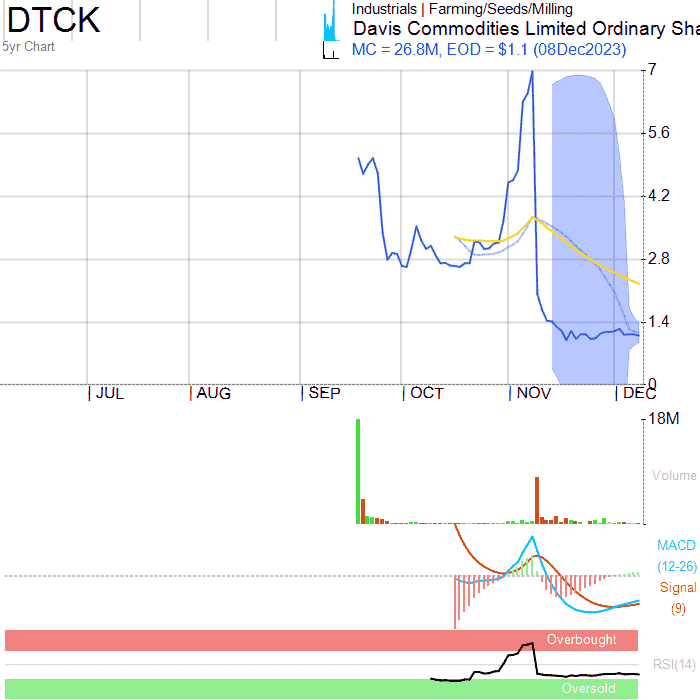 DTCK
Industrials | Farming/Seeds/Milling
Davis Commodities Limited Ordinary Sha
5yr Chart
MC = 26.8M, EOD = $1.1 (08Dec2023)
7
5.6
4.2
2.8
1.4
0
JUL AUG SEP OCT NOV DEC
18M
Volume
MACD
(12-26)
Signal
(9)
Overbought
RSI(14)
Oversold